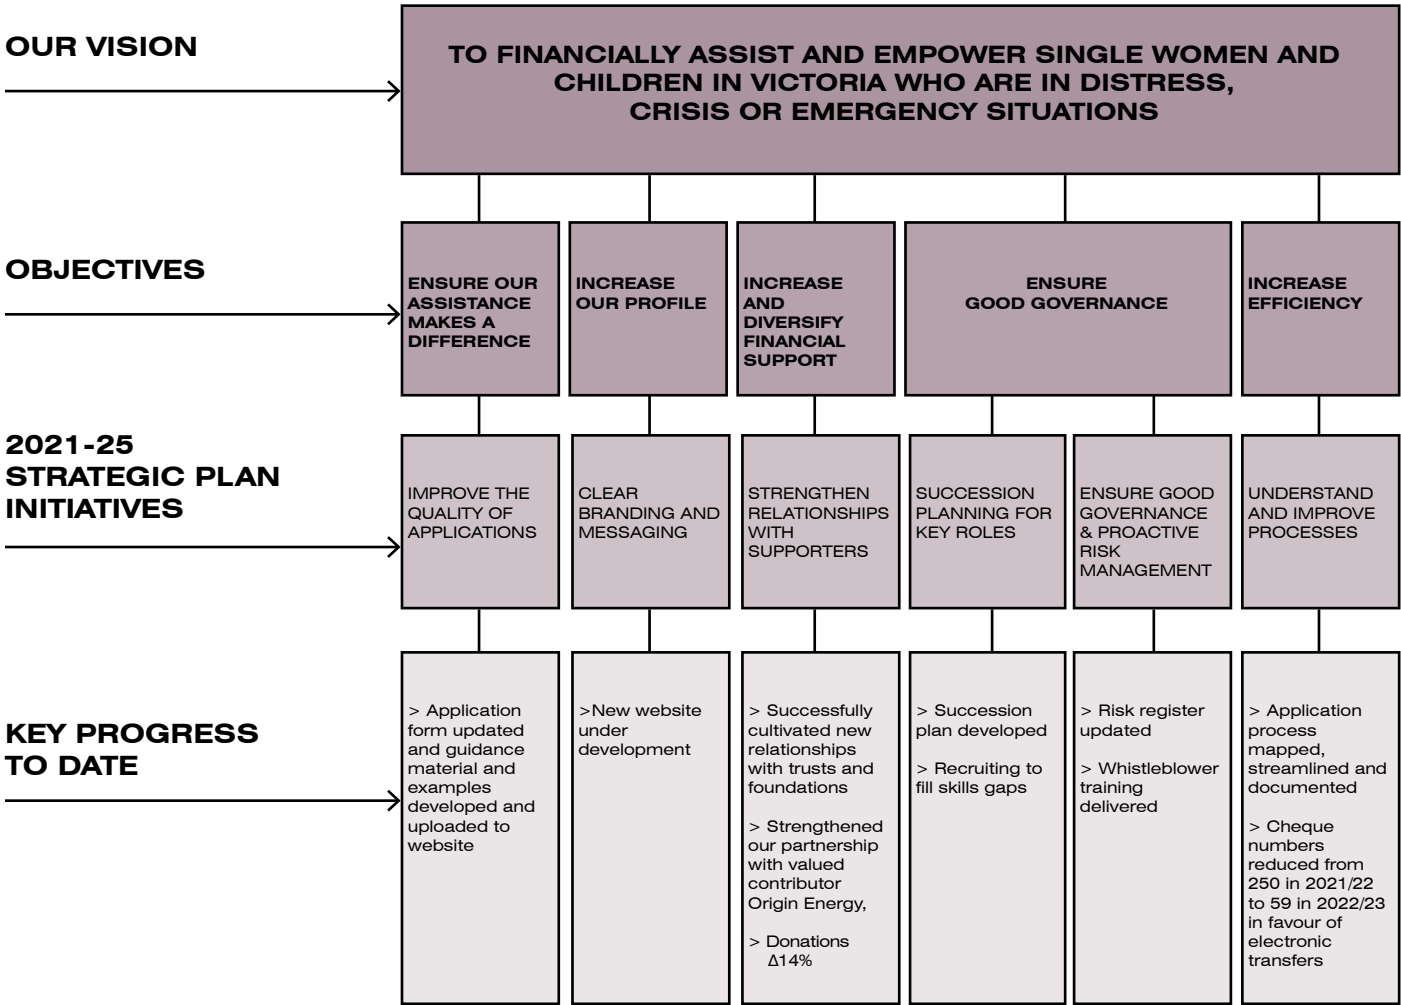 OUR VISION
TO FINANCIALLY ASSIST AND EMPOWER SINGLE WOMEN AND
CHILDREN IN VICTORIA WHO ARE IN DISTRESS,
CRISIS OR EMERGENCY SITUATIONS
OBJECTIVES
ENSURE OUR
ASSISTANCE
MAKES A
DIFFERENCE
INCREASE
OUR PROFILE
INCREASE
AND
DIVERSIFY
FINANCIAL
SUPPORT
ENSURE
GOOD GOVERNANCE
INCREASE
EFFICIENCY
2021-25
STRATEGIC PLAN
INITIATIVES
IMPROVE THE
QUALITY OF
APPLICATIONS
CLEAR
BRANDING AND
MESSAGING
STRENGTHEN
RELATIONSHIPS
WITH
SUPPORTERS
SUCCESSION
PLANNING FOR
KEY ROLES
ENSURE GOOD
GOVERNANCE
& PROACTIVE
RISK
MANAGEMENT
UNDERSTAND
AND IMPROVE
PROCESSES
KEY PROGRESS
TO DATE
> Application
form updated
and guidance
material and
examples
developed and
uploaded to
website
>New website
under
development
> Successfully
cultivated new
relationships
with trusts and
foundations
> Strengthened
our partnership
with valued
contributor
Origin Energy,
> Donations
Δ14%
> Succession
plan developed
> Recruiting to
fill skills gaps
> Risk register
updated
> Whistleblower
training
delivered
> Application
process
mapped,
streamlined and
documented
> Cheque
numbers
reduced from
250 in 2021/22
to 59 in 2022/23
in favour of
electronic
transfers